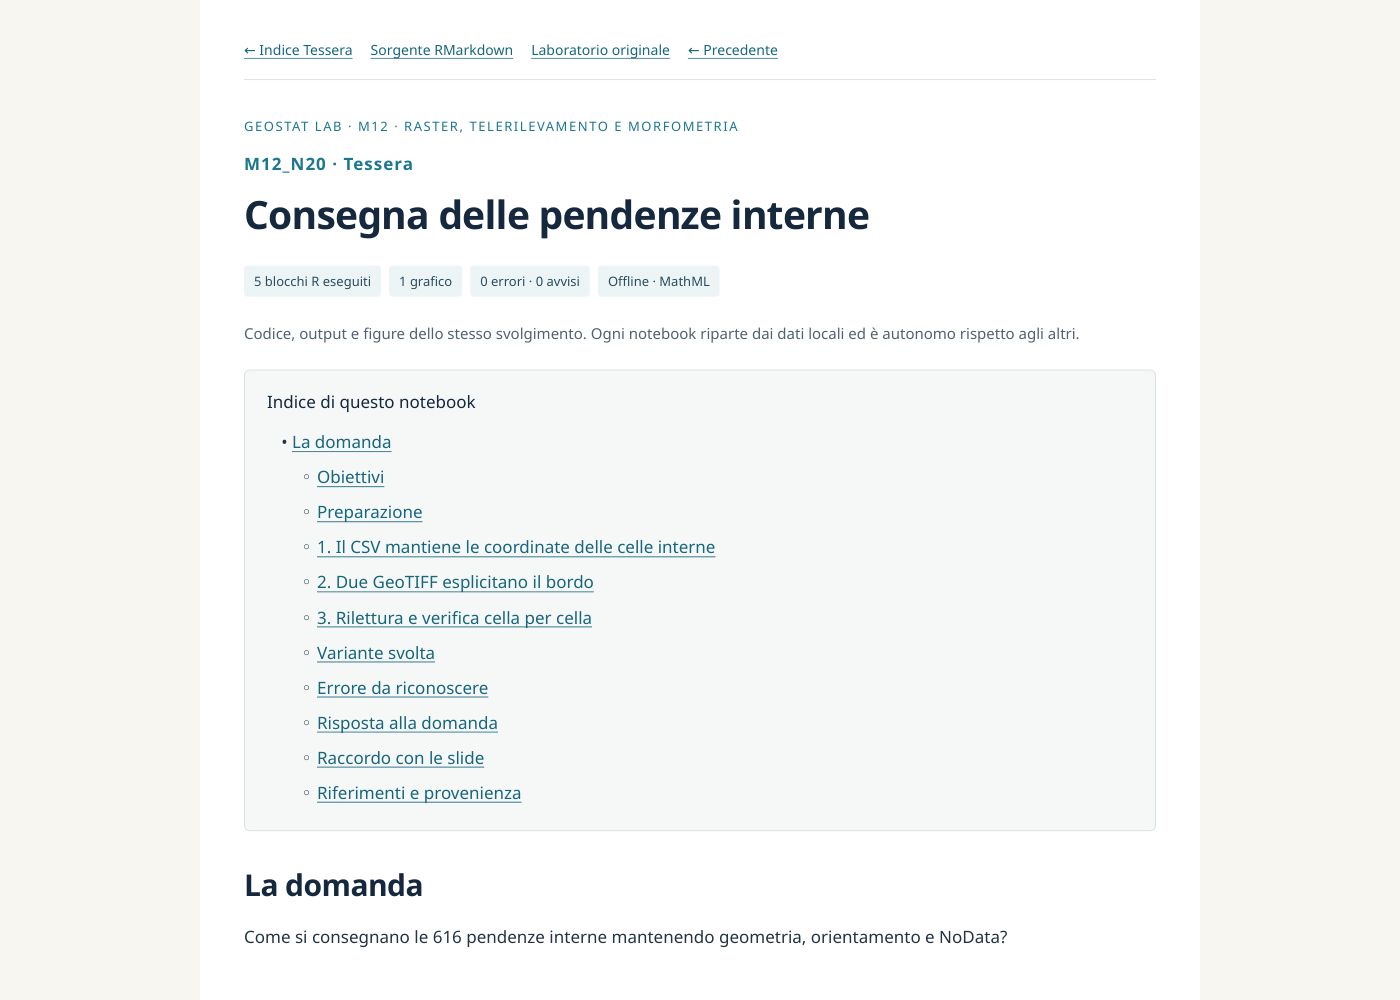 ← Indice Tessera Sorgente RMarkdown Laboratorio originale ← Precedente
GEOSTAT LAB · M12 · RASTER, TELERILEVAMENTO E MORFOMETRIA
M12_N20 · Tessera
Consegna delle pendenze interne
5 blocchi R eseguiti 1 grafico 0 errori · 0 avvisi Offline · MathML
Codice, output e figure dello stesso svolgimento. Ogni notebook riparte dai dati locali ed è autonomo rispetto agli altri.
Indice di questo notebook
• La domanda
◦ Obiettivi
◦ Preparazione
◦ 1. Il CSV mantiene le coordinate delle celle interne
◦ 2. Due GeoTIFF esplicitano il bordo
◦ 3. Rilettura e verifica cella per cella
◦ Variante svolta
◦ Errore da riconoscere
◦ Risposta alla domanda
◦ Raccordo con le slide
◦ Riferimenti e provenienza
La domanda
Come si consegnano le 616 pendenze interne mantenendo geometria, orientamento e NoData?